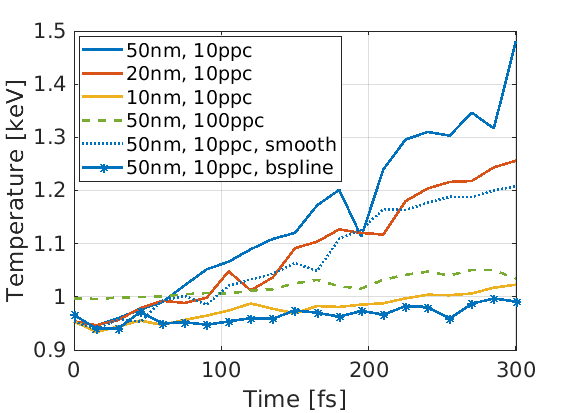 1.5
1.4
1.3
1.2
1.1
1
0.9
Temperature [keV]
50nm, 10ppc
20nm, 10ppc
10nm, 10ppc
50nm, 100ppc
50nm, 10ppc, smooth
50nm, 10ppc, bspline
0
100
200
300
Time [fs]